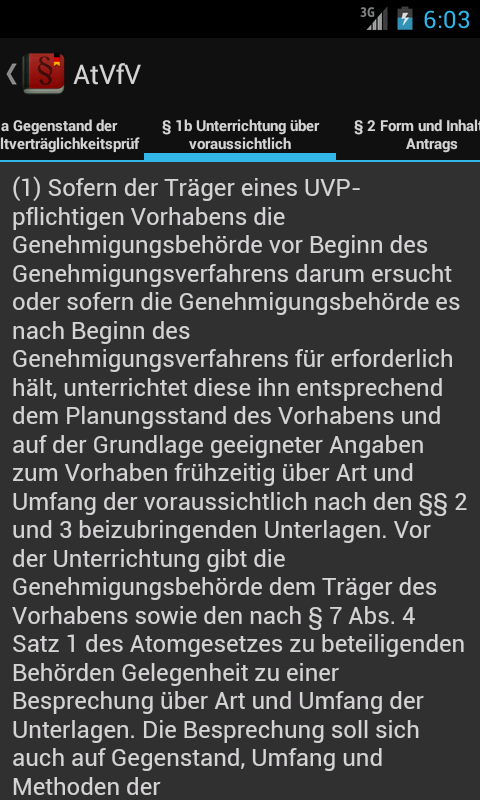 3G 6:03
AtVfV
a Gegenstand der
ltverträglichkeitsprüf
§ 1b Unterrichtung über
voraussichtlich
§ 2 Form und Inhalt
Antrags
(1) Sofern der Träger eines UVP-
pflichtigen Vorhabens die
Genehmigungsbehörde vor Beginn des
Genehmigungsverfahrens darum ersucht
oder sofern die Genehmigungsbehörde es
nach Beginn des
Genehmigungsverfahrens für erforderlich
hält, unterrichtet diese ihn entsprechend
dem Planungsstand des Vorhabens und
auf der Grundlage geeigneter Angaben
zum Vorhaben frühzeitig über Art und
Umfang der voraussichtlich nach den §§ 2
und 3 beizubringenden Unterlagen. Vor
der Unterrichtung gibt die
Genehmigungsbehörde dem Träger des
Vorhabens sowie den nach § 7 Abs. 4
Satz 1 des Atomgesetzes zu beteiligenden
Behörden Gelegenheit zu einer
Besprechung über Art und Umfang der
Unterlagen. Die Besprechung soll sich
auch auf Gegenstand, Umfang und
Methoden der